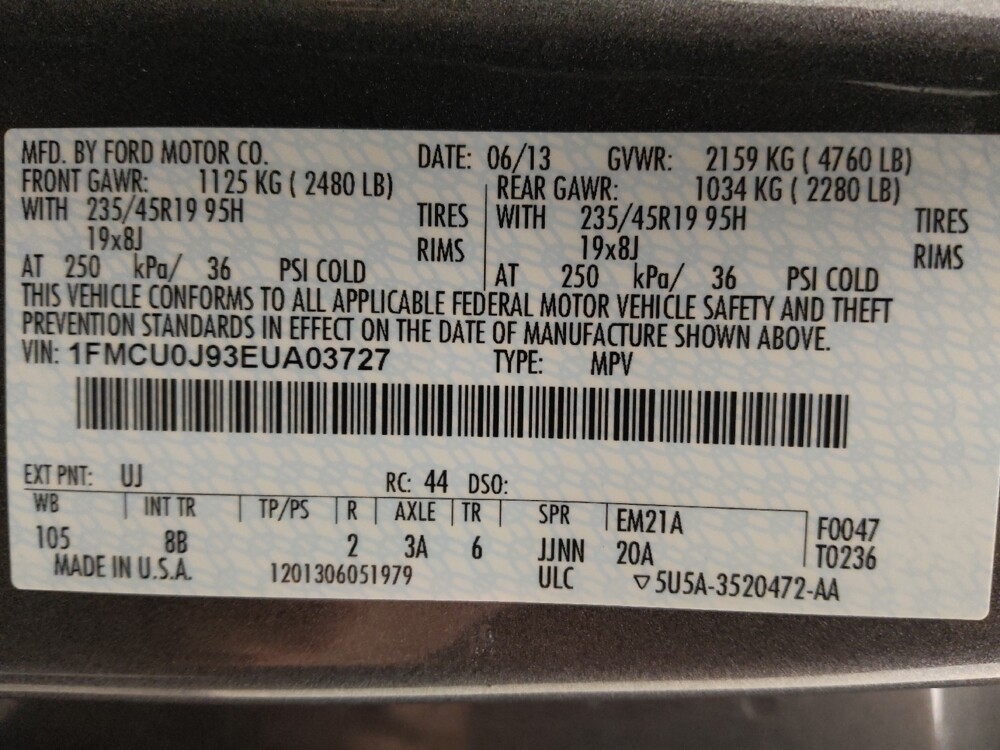 MFD. BY FORD MOTOR CO. DATE: 06/13 GVWR: 2159 KG ( 4760 LB)
FRONT GAWR: 1125 KG ( 2480 LB) REAR GAWR: 1034 KG ( 2280 LB)
WITH 235/45R19 95H TIRES WITH 235/45R19 95H TIRES
19x8J RIMS 19x8J RIMS
AT 250 kPa/ 36 PSI COLD AT 250 kPa/ 36 PSI COLD
THIS VEHICLE CONFORMS TO ALL APPLICABLE FEDERAL MOTOR VEHICLE SAFETY AND THEFT
PREVENTION STANDARDS IN EFFECT ON THE DATE OF MANUFACTURE SHOWN ABOVE.
VIN: 1FMCU0J93EUA03727 TYPE: MPV
EXT PNT: UJ RC: 44 DSO:
WB INT TR TP/PS R AXLE TR SPR EM21A F0047
105 8B 2 3A 6 JJNN 20A T0236
MADE IN U.S.A. 1201306051979 ULC ▽5U5A-3520472-AA